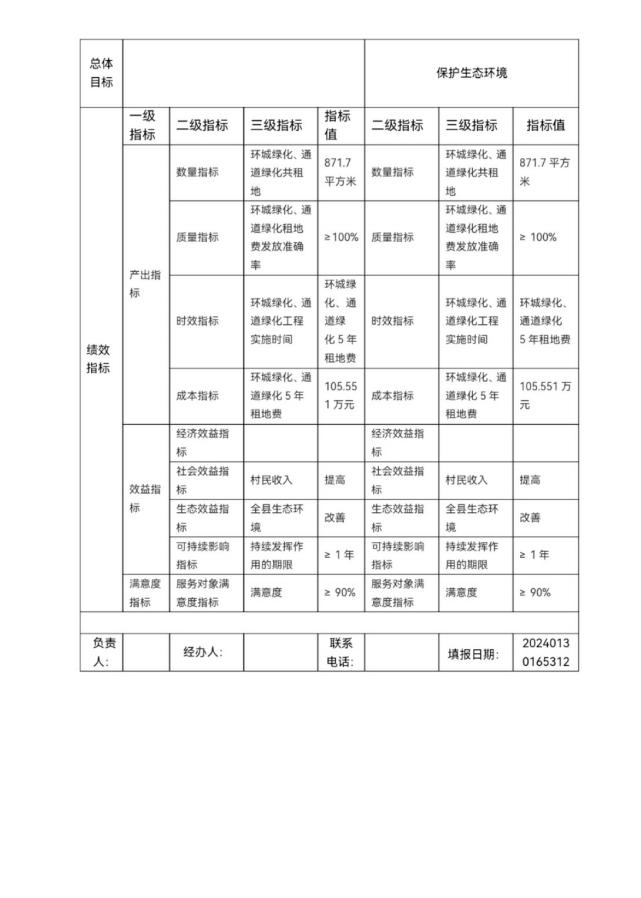 总体
目标
保护生态环境
绩效
指标
一级
指标
二级指标
三级指标
指标
值
二级指标
三级指标
指标值
产出指
标
数量指标
环城绿化、通
道绿化共租
地
871.7
平方米
数量指标
环城绿化、通
道绿化共租
地
871.7 平方
米
质量指标
环城绿化、通
道绿化租地
费发放准确
率
≥100%
质量指标
环城绿化、通
道绿化租地
费发放准确
率
≥ 100%
时效指标
环城绿化、通
道绿化工程
实施时间
环城绿
化、通
道绿
化 5 年
租地费
时效指标
环城绿化、通
道绿化工程
实施时间
环城绿化、
通道绿化
5 年租地费
成本指标
环城绿化、通
道绿化 5 年
租地费
105.55
1 万元
成本指标
环城绿化、通
道绿化 5 年
租地费
105.551 万
元
效益指
标
经济效益指
标
经济效益指
标
社会效益指
标
村民收入
提高
社会效益指
标
村民收入
提高
生态效益指
标
全县生态环
境
改善
生态效益指
标
全县生态环
境
改善
可持续影响
指标
持续发挥作
用的期限
≥ 1 年
可持续影响
指标
持续发挥作
用的期限
≥ 1 年
满意度
指标
服务对象满
意度指标
满意度
≥ 90%
服务对象满
意度指标
满意度
≥ 90%
负责
人：
经办人：
联系
电话：
填报日期：
2024013
0165312